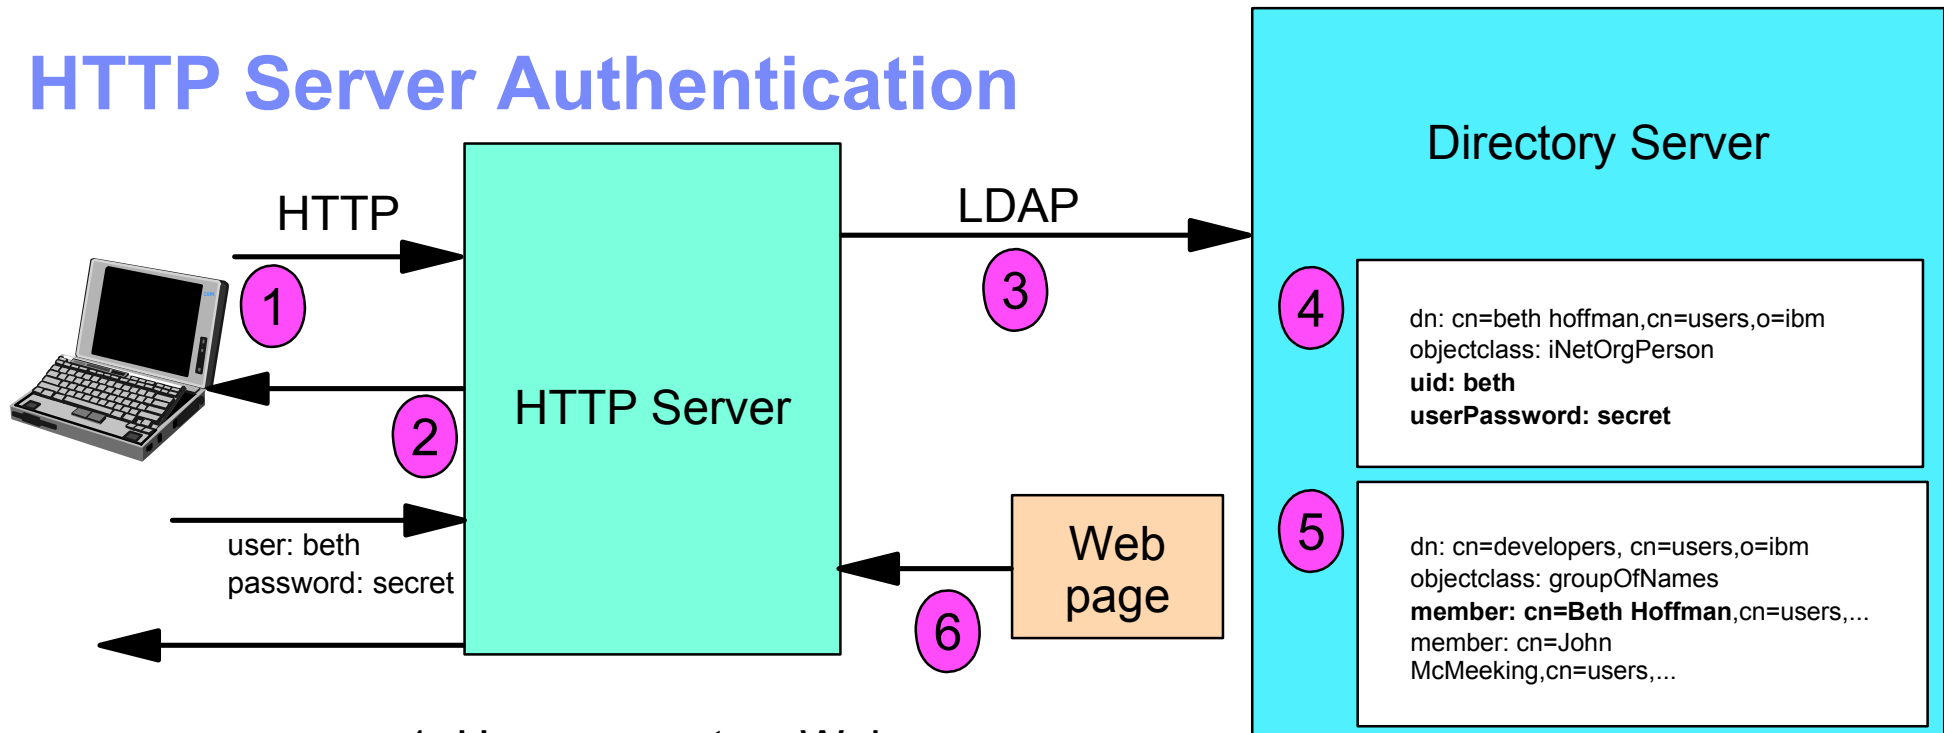 HTTP Server Authentication
Directory Server
HTTP
LDAP
1
2
3
4
5
6
HTTP Server
user: beth
password: secret
Web
page
dn: cn=beth hoffman,cn=users,o=ibm
objectclass: iNetOrgPerson
uid: beth
userPassword: secret
dn: cn=developers, cn=users,o=ibm
objectclass: groupOfNames
member: cn=Beth Hoffman,cn=users,...
member: cn=John
McMeeking,cn=users,...